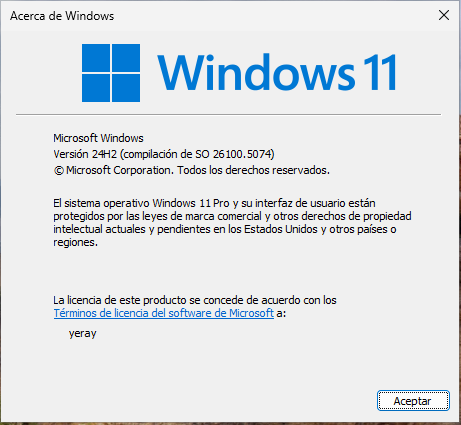 Acerca de Windows
Windows 11
Microsoft Windows
Versión 24H2 (compilación de SO 26100.5074)
© Microsoft Corporation. Todos los derechos reservados.
El sistema operativo Windows 11 Pro y su interfaz de usuario están
protegidos por las leyes de marca comercial y otros derechos de propiedad
intelectual actuales y pendientes en los Estados Unidos y otros países o
regiones.
La licencia de este producto se concede de acuerdo con los
Términos de licencia del software de Microsoft a:
yeray
Aceptar